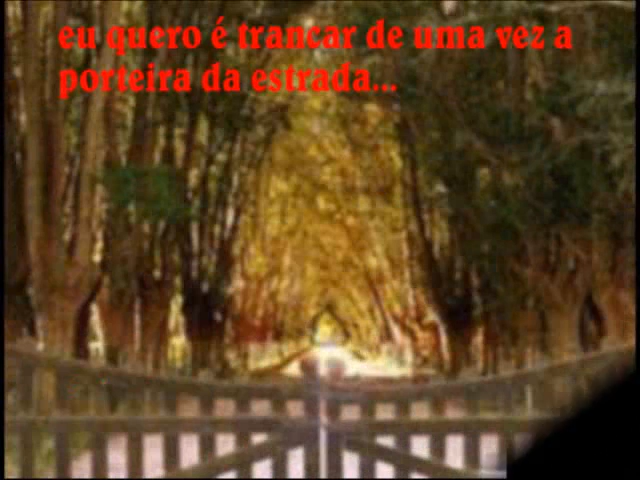 eu quero é trancar de uma vez a
porteira da estrada...